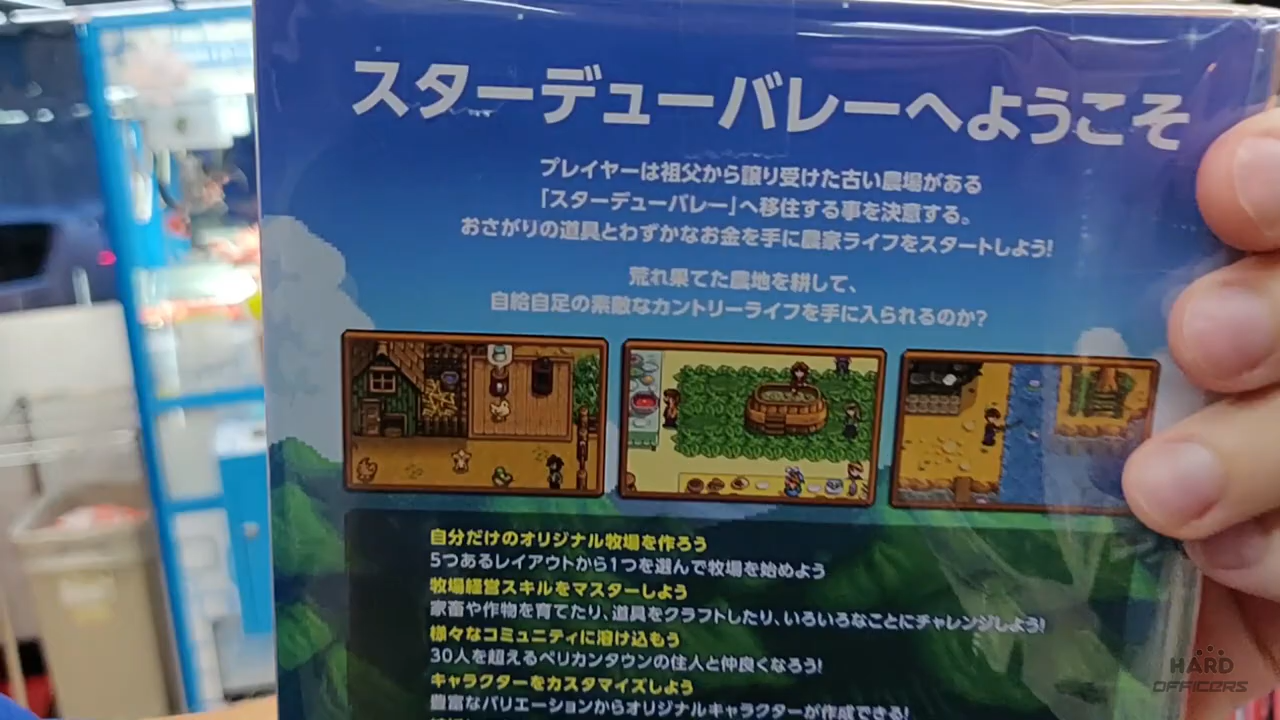 スターデューバレーへようこそ
プレイヤーは祖父から譲り受けた古い農場がある
「スターデューバレー」へ移住する事を決意する。
おさがりの道具とわずかなお金を手に農家ライフをスタートしよう!
荒れ果てた農地を耕して、
自給自足の素敵なカントリーライフを手に入れられるのか?
自分だけのオリジナル牧場を作ろう
5つあるレイアウトから1つを選んで牧場を始めよう
牧場経営スキルをマスターしよう
家畜や作物を育てたり、道具をクラフトしたり、いろいろなことにチャレンジしよう!
様々なコミュニティに溶け込もう
30人を超えるペリカンタウンの住人と仲良くなろう!
キャラクターをカスタマイズしよう
豊富なバリエーションからオリジナルキャラクターが作成できる!
HARD
OFFICERS